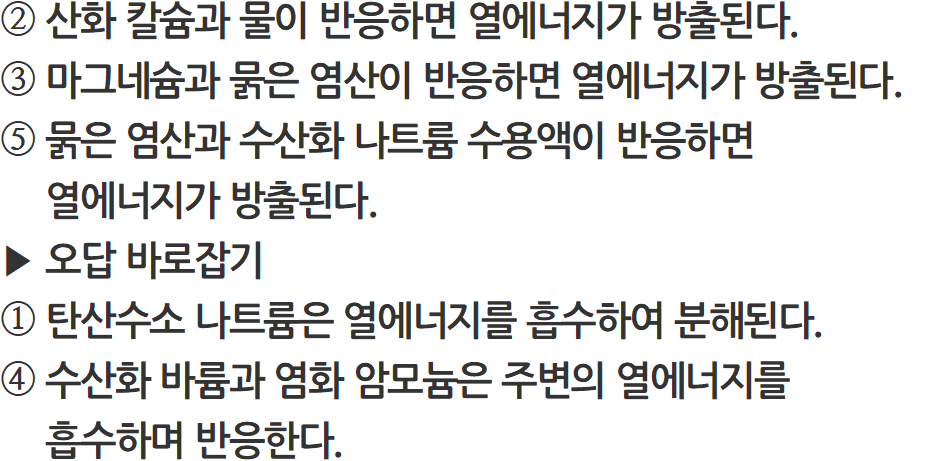 ② 산화 칼슘과 물이 반응하면 열에너지가 방출된다.
③ 마그네슘과 묽은 염산이 반응하면 열에너지가 방출된다.
⑤ 묽은 염산과 수산화 나트륨 수용액이 반응하면
열에너지가 방출된다.
▶ 오답 바로잡기
① 탄산수소 나트륨은 열에너지를 흡수하여 분해된다.
④ 수산화 바륨과 염화 암모늄은 주변의 열에너지를
흡수하며 반응한다.